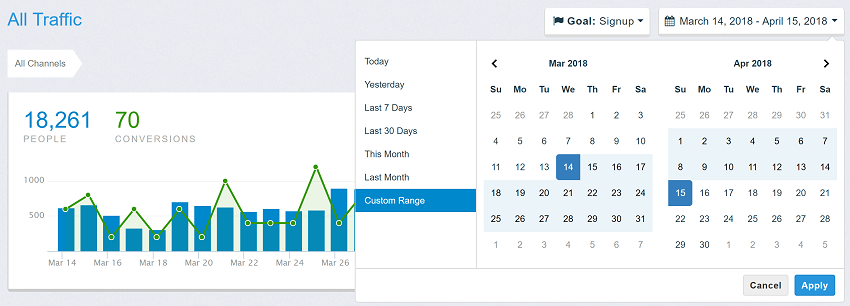 All Traffic
Goal: Signup
March 14, 2018 - April 15, 2018
All Channels
18,261
PEOPLE
70
CONVERSIONS
1000
500
Mar 14
Mar 16
Mar 18
Mar 20
Mar 22
Mar 24
Mar 26
Today
Yesterday
Last 7 Days
Last 30 Days
This Month
Last Month
Custom Range
Mar 2018
Su Mo Tu We Th Fr Sa
25 26 27 28 1 2 3
4 5 6 7 8 9 10
11 12 13 14 15 16 17
18 19 20 21 22 23 24
25 26 27 28 29 30 31
1 2 3 4 5 6 7
Apr 2018
Su Mo Tu We Th Fr Sa
25 26 27 28 29 30 31
1 2 3 4 5 6 7
8 9 10 11 12 13 14
15 16 17 18 19 20 21
22 23 24 25 26 27 28
29 30 1 2 3 4 5
Cancel
Apply